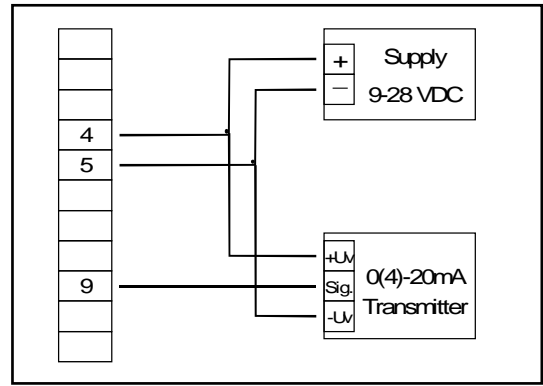 4
5
9
+ Supply
– 9-28 VDC
+Uv
Sig. 0(4)-20mA
-Uv Transmitter